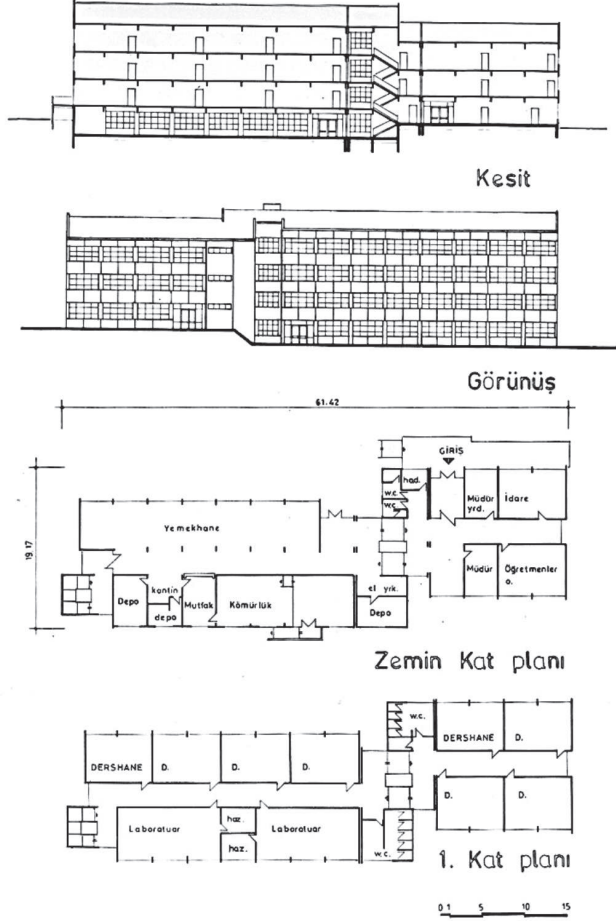 Kesit
Görünüş
61.42
19.17
GİRİŞ
had.
w.c.
w.c.
Müdür
yrd.
İdare
Yemekhane
Müdür
Öğretmenler
o.
Depo
kantin
depo
Mutfak
Kömürlük
el yık.
Depo
Zemin Kat planı
w.c.
DERSHANE
D.
DERSHANE
D.
D.
D.
D.
D.
Laboratuar
haz.
haz.
Laboratuar
w.c.
1. Kat planı
0 1 5 10 15